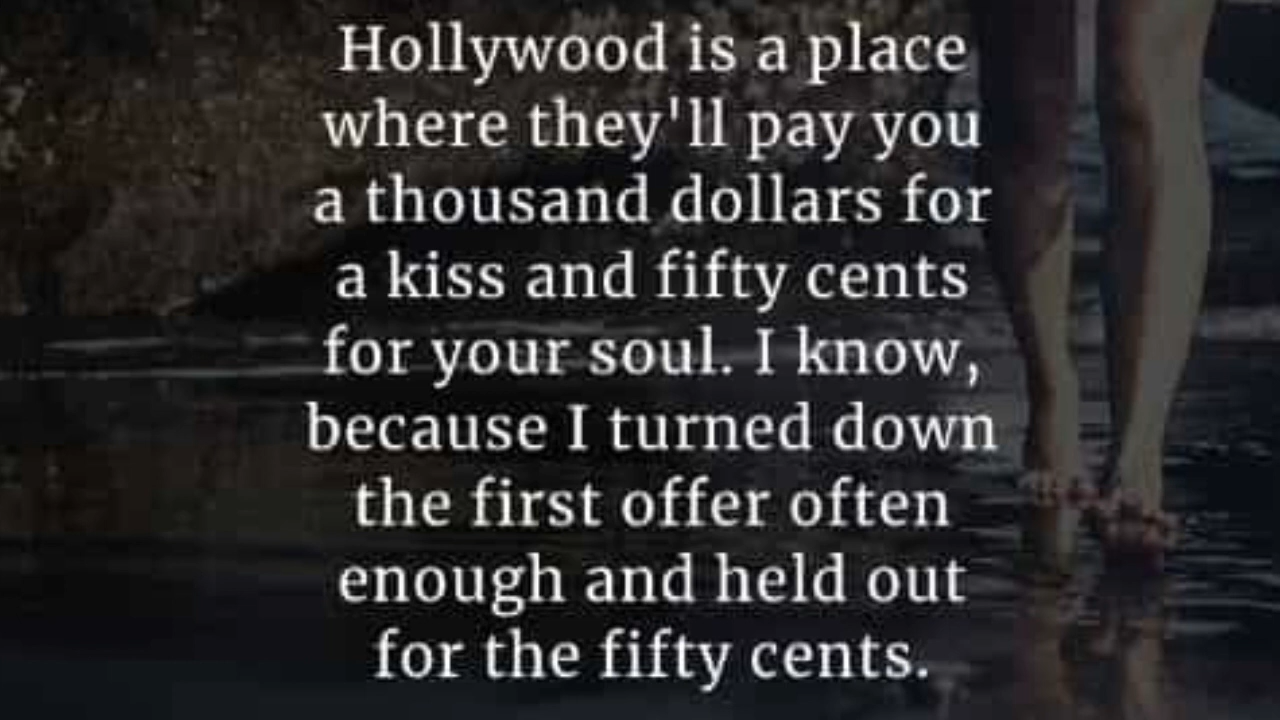 Hollywood is a place
where they'll pay you
a thousand dollars for
a kiss and fifty cents
for your soul. I know,
because I turned down
the first offer often
enough and held out
for the fifty cents.